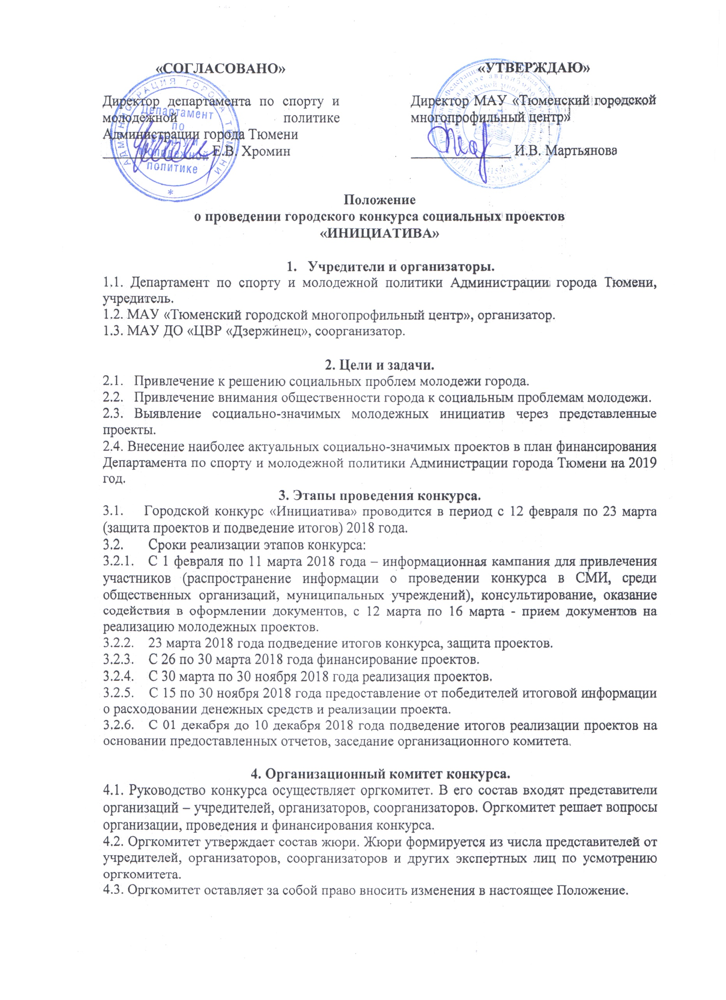 «СОГЛАСОВАНО»
Директор департамента по спорту и
молодежной политике
Администрации города Тюмени
Е.В. Хромин
АДМИНИСТРАЦИЯ ГОРОДА ТЮМЕНИ
Департамент
по
спорту и
молодежной
политике
«УТВЕРЖДАЮ»
Директор МАУ «Тюменский городской
многопрофильный центр»
И.В. Мартьянова
Положение
о проведении городского конкурса социальных проектов
«ИНИЦИАТИВА»
1. Учредители и организаторы.
1.1. Департамент по спорту и молодежной политики Администрации города Тюмени,
учредитель.
1.2. МАУ «Тюменский городской многопрофильный центр», организатор.
1.3. МАУ ДО «ЦВР «Дзержинец», соорганизатор.
2. Цели и задачи.
2.1. Привлечение к решению социальных проблем молодежи города.
2.2. Привлечение внимания общественности города к социальным проблемам молодежи.
2.3. Выявление социально-значимых молодежных инициатив через представленные
проекты.
2.4. Внесение наиболее актуальных социально-значимых проектов в план финансирования
Департамента по спорту и молодежной политики Администрации города Тюмени на 2019
год.
3. Этапы проведения конкурса.
3.1. Городской конкурс «Инициатива» проводится в период с 12 февраля по 23 марта
(защита проектов и подведение итогов) 2018 года.
3.2. Сроки реализации этапов конкурса:
3.2.1. С 1 февраля по 11 марта 2018 года – информационная кампания для привлечения
участников (распространение информации о проведении конкурса в СМИ, среди
общественных организаций, муниципальных учреждений), консультирование, оказание
содействия в оформлении документов, с 12 марта по 16 марта - прием документов на
реализацию молодежных проектов.
3.2.2. 23 марта 2018 года подведение итогов конкурса, защита проектов.
3.2.3. С 26 по 30 марта 2018 года финансирование проектов.
3.2.4. С 30 марта по 30 ноября 2018 года реализация проектов.
3.2.5. С 15 по 30 ноября 2018 года предоставление от победителей итоговой информации
о расходовании денежных средств и реализации проекта.
3.2.6. С 01 декабря до 10 декабря 2018 года подведение итогов реализации проектов на
основании предоставленных отчетов, заседание организационного комитета.
4. Организационный комитет конкурса.
4.1. Руководство конкурса осуществляет оргкомитет. В его состав входят представители
организаций – учредителей, организаторов, соорганизаторов. Оргкомитет решает вопросы
организации, проведения и финансирования конкурса.
4.2. Оргкомитет утверждает состав жюри. Жюри формируется из числа представителей от
учредителей, организаторов, соорганизаторов и других экспертных лиц по усмотрению
оргкомитета.
4.3. Оргкомитет оставляет за собой право вносить изменения в настоящее Положение.